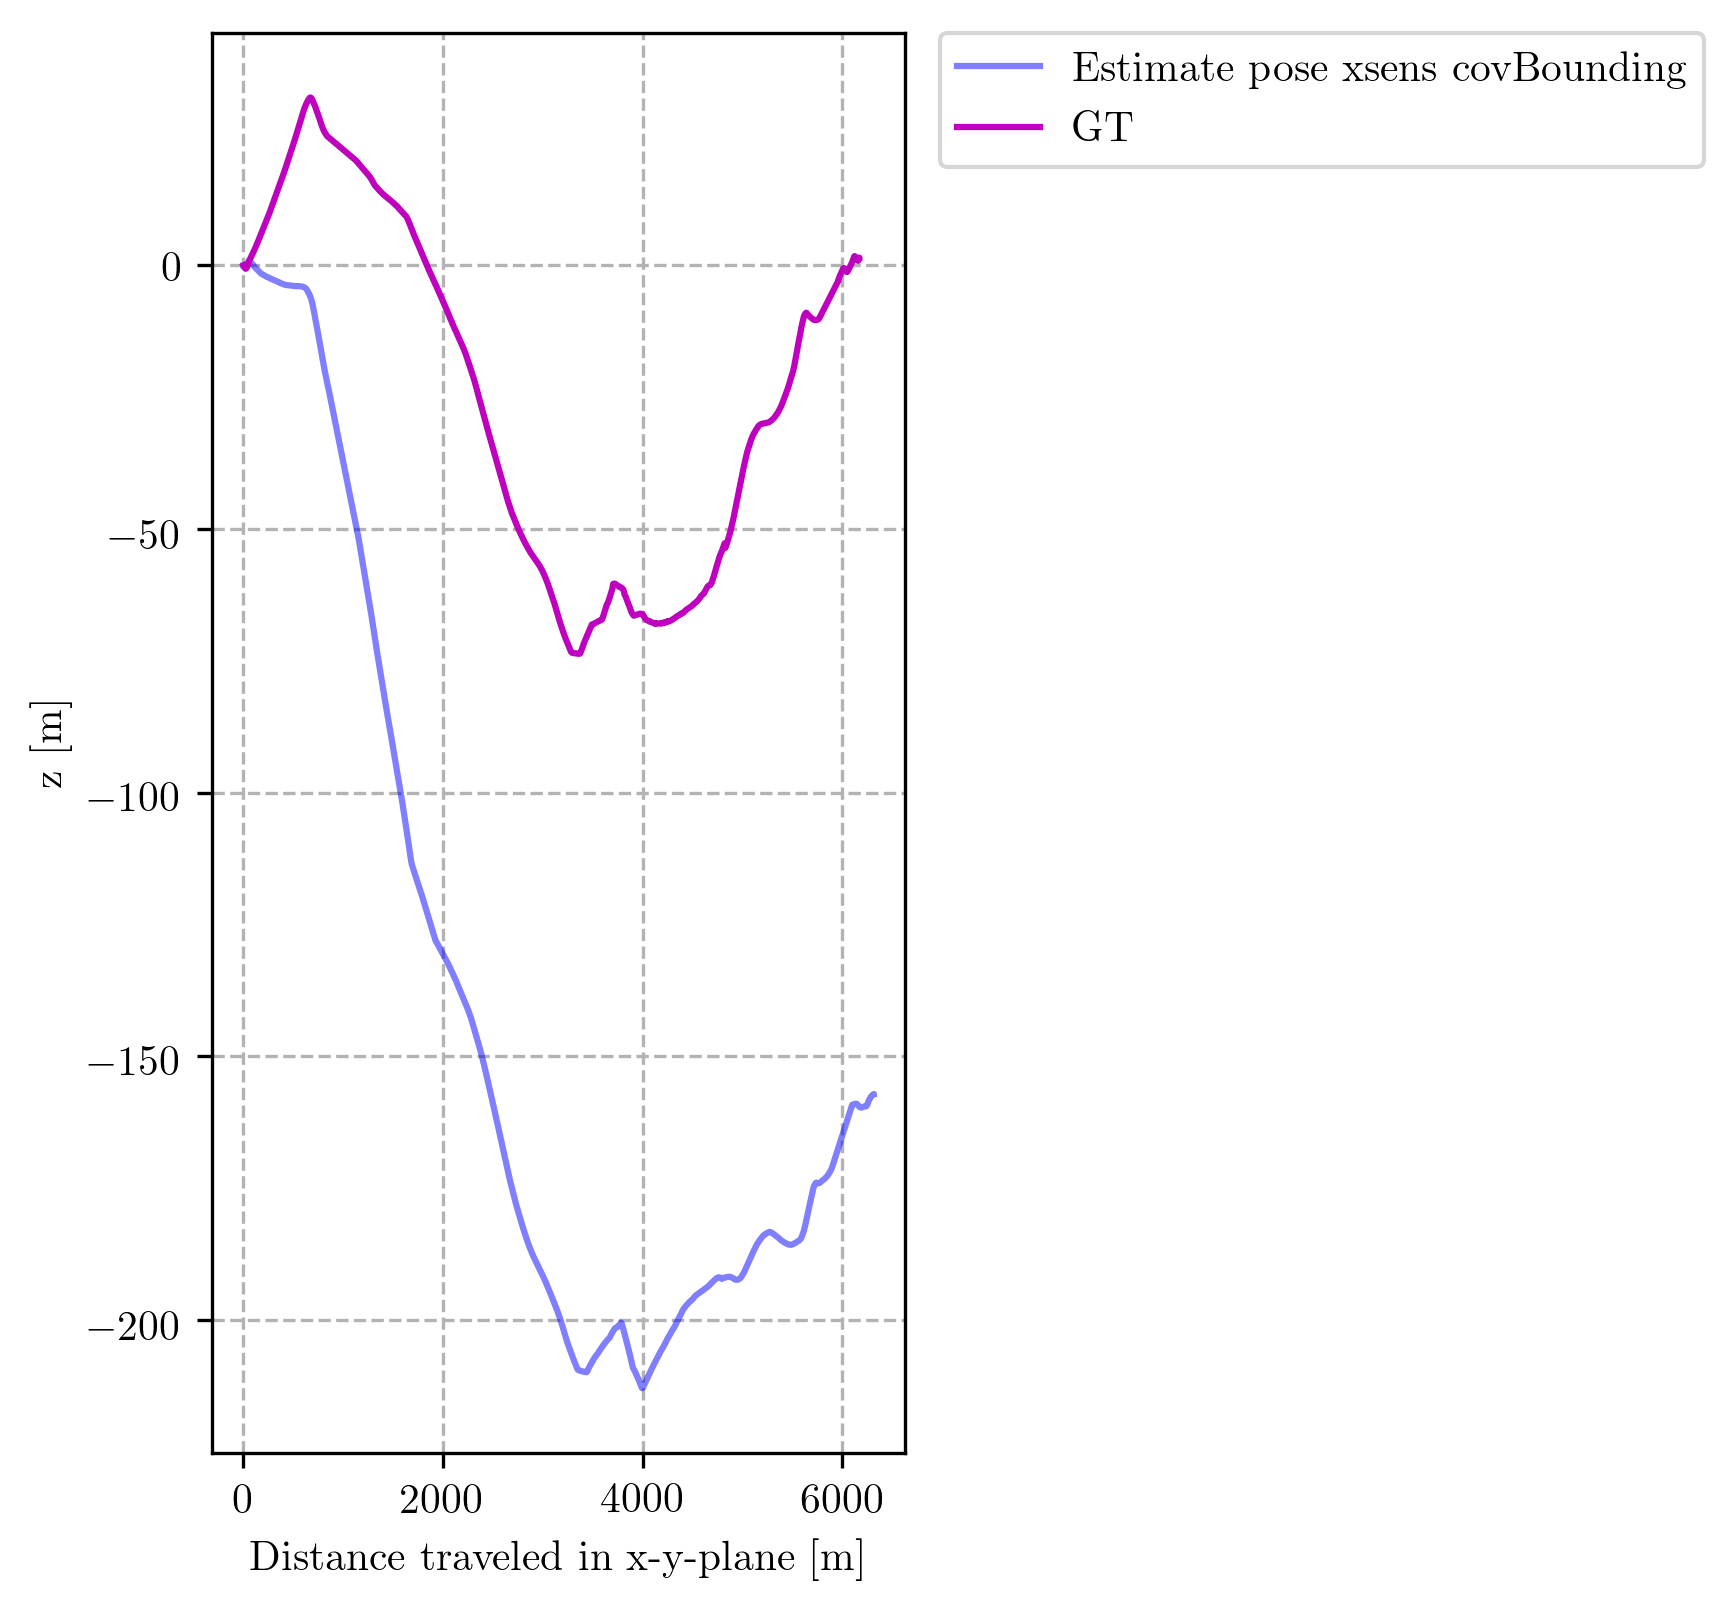 Estimate pose xsens covBounding
GT
0
−50
−100
−150
−200
z [m]
0 2000 4000 6000
Distance traveled in x-y-plane [m]